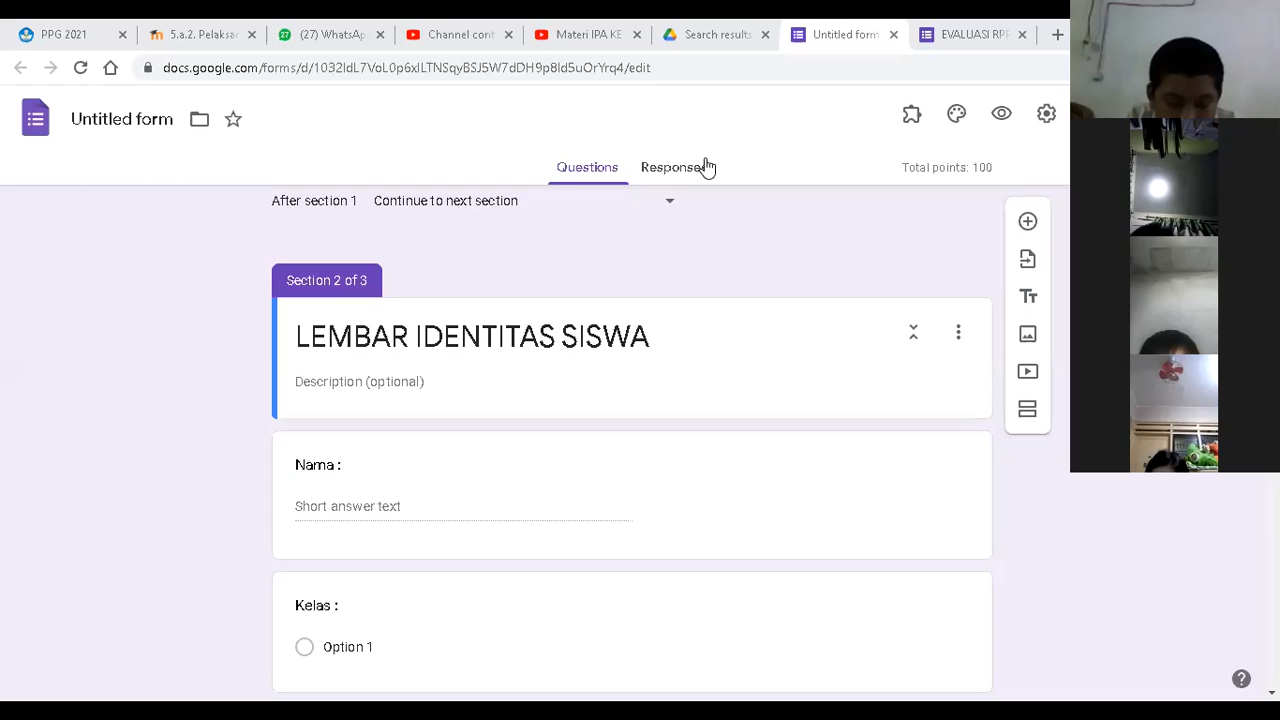 PPG 2021
5.a.2. Pe
(27) WhatsAp
Channel cont
Materi IPA KE
Search results
Untitled form
EVALUASI RP
docs.google.com/forms/d/1032IdL7VoL0p6xlLTNSqyBSJ5W7dDH9p8Id5uOrYrq4/edit
Untitled form
Questions
Responses
Total points: 100
After section 1
Continue to next section
Section 2 of 3
LEMBAR IDENTITAS SISWA
Description (optional)
Nama :
Short answer text
Kelas :
Option 1